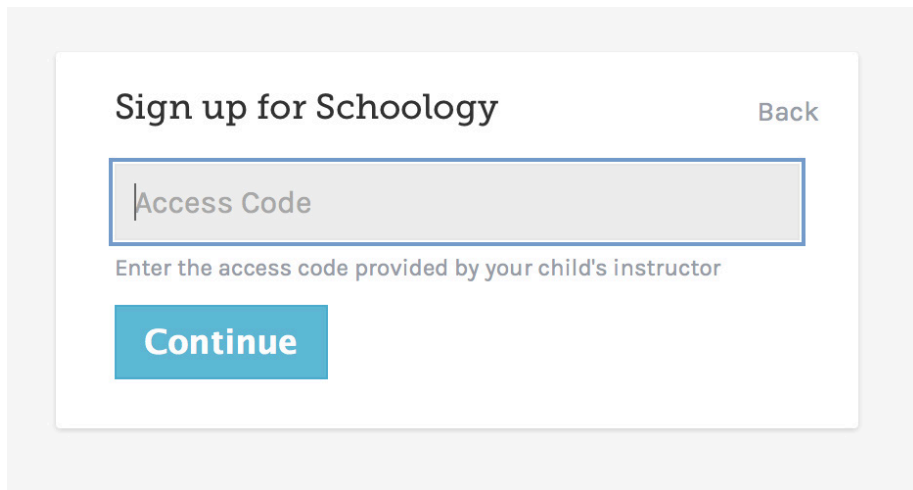 Sign up for Schoology
Back
Access Code
Enter the access code provided by your child's instructor
Continue